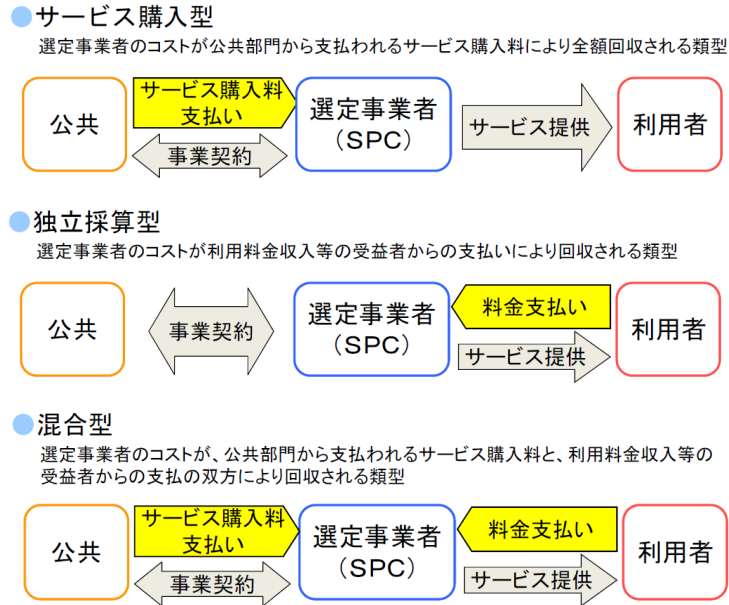 サービス購入型
選定事業者のコストが公共部門から支払われるサービス購入料により全額回収される類型
公共
サービス購入料
支払い
事業契約
選定事業者
(SPC)
サービス提供
利用者
独立採算型
選定事業者のコストが利用料金収入等の受益者からの支払いにより回収される類型
公共
事業契約
選定事業者
(SPC)
料金支払い
サービス提供
利用者
混合型
選定事業者のコストが、公共部門から支払われるサービス購入料と、利用料金収入等の
受益者からの支払の双方により回収される類型
公共
サービス購入料
支払い
事業契約
選定事業者
(SPC)
料金支払い
サービス提供
利用者